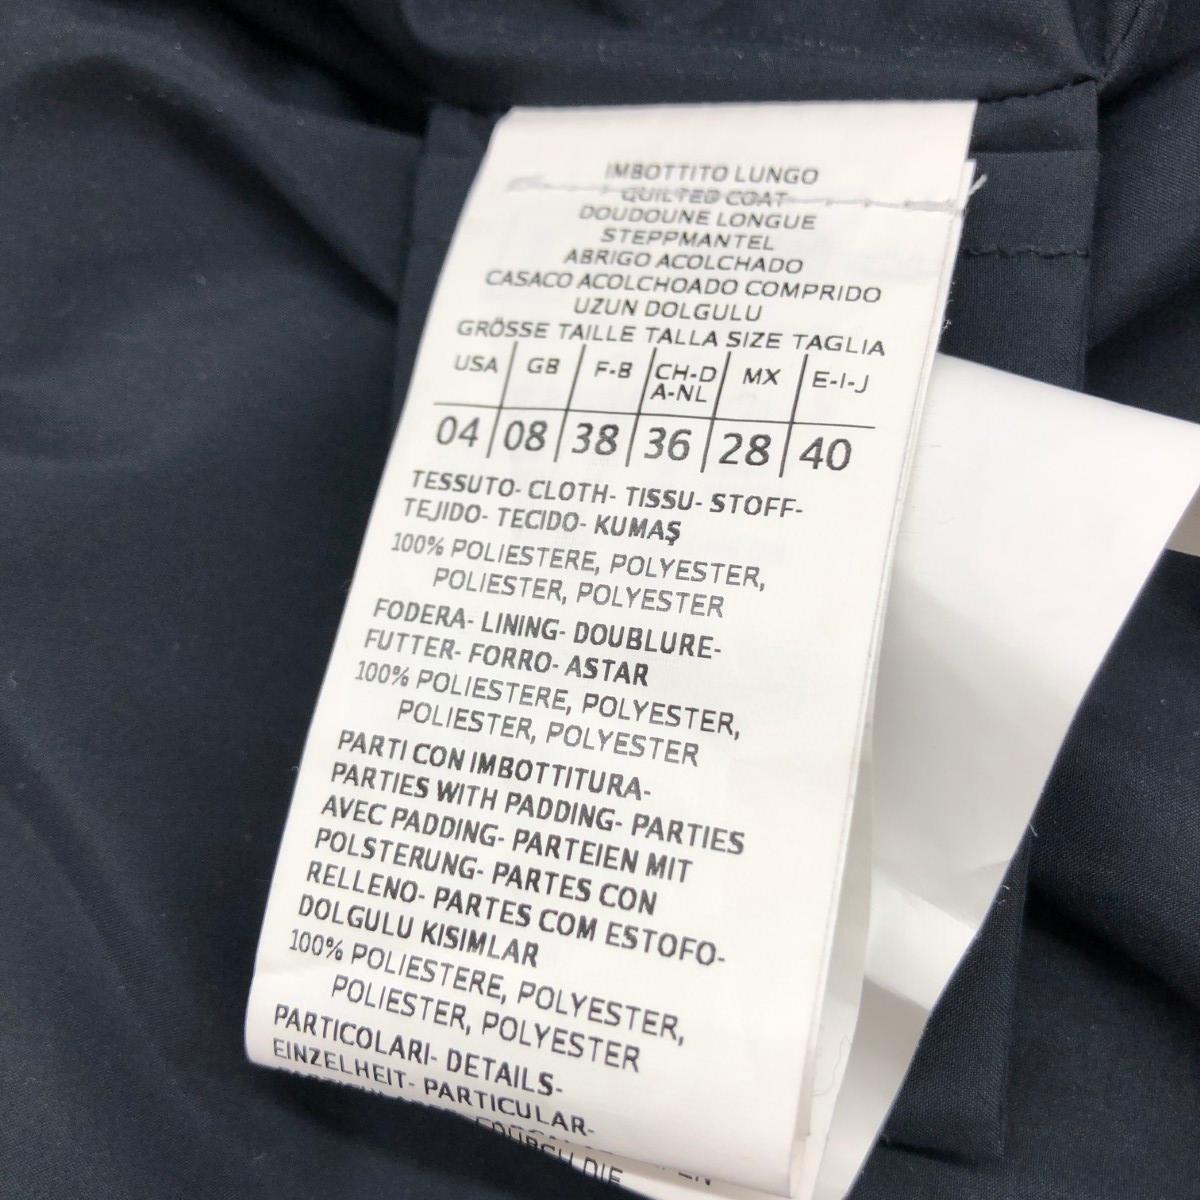 IMBOTTITO LUNGO
QUILTED COAT
DOUDOUNE LONGUE
STEPPMANTEL
ABRIGO ACOLCHADO
CASACO ACOLCHOADO COMPRIDO
UZUN DOLGULU
GRÖSSE TAILLE TALLA SIZE TAGLIA
USA GB F-B CH-D A-NL MX E-I-J
04 08 38 36 28 40
TESSUTO- CLOTH- TISSU- STOFF-
TEJIDO- TECIDO- KUMAŞ
100% POLIESTERE, POLYESTER,
POLIESTER, POLYESTER
FODERA- LINING- DOUBLURE-
FUTTER- FORRO- ASTAR
100% POLIESTERE, POLYESTER,
POLIESTER, POLYESTER
PARTI CON IMBOTTITURA-
PARTIES WITH PADDING- PARTIES
AVEC PADDING- PARTEIEN MIT
POLSTERUNG- PARTES CON
RELLENO- PARTES COM ESTOFO-
DOLGULU KISIMLAR
100% POLIESTERE, POLYESTER,
POLIESTER, POLYESTER
PARTICOLARI- DETAILS-
EINZELHEIT- PARTICULAR-